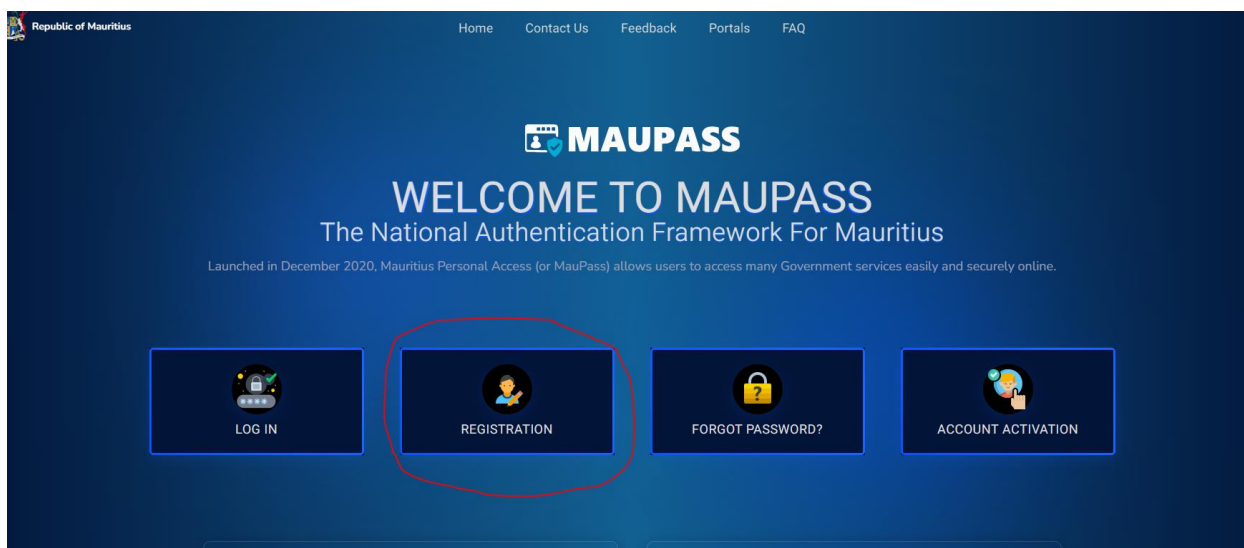 Republic of Mauritius
Home Contact Us Feedback Portals FAQ
MAUPASS
WELCOME TO MAUPASS
The National Authentication Framework For Mauritius
Launched in December 2020, Mauritius Personal Access (or MauPass) allows users to access many Government services easily and securely online.
LOG IN REGISTRATION FORGOT PASSWORD? ACCOUNT ACTIVATION